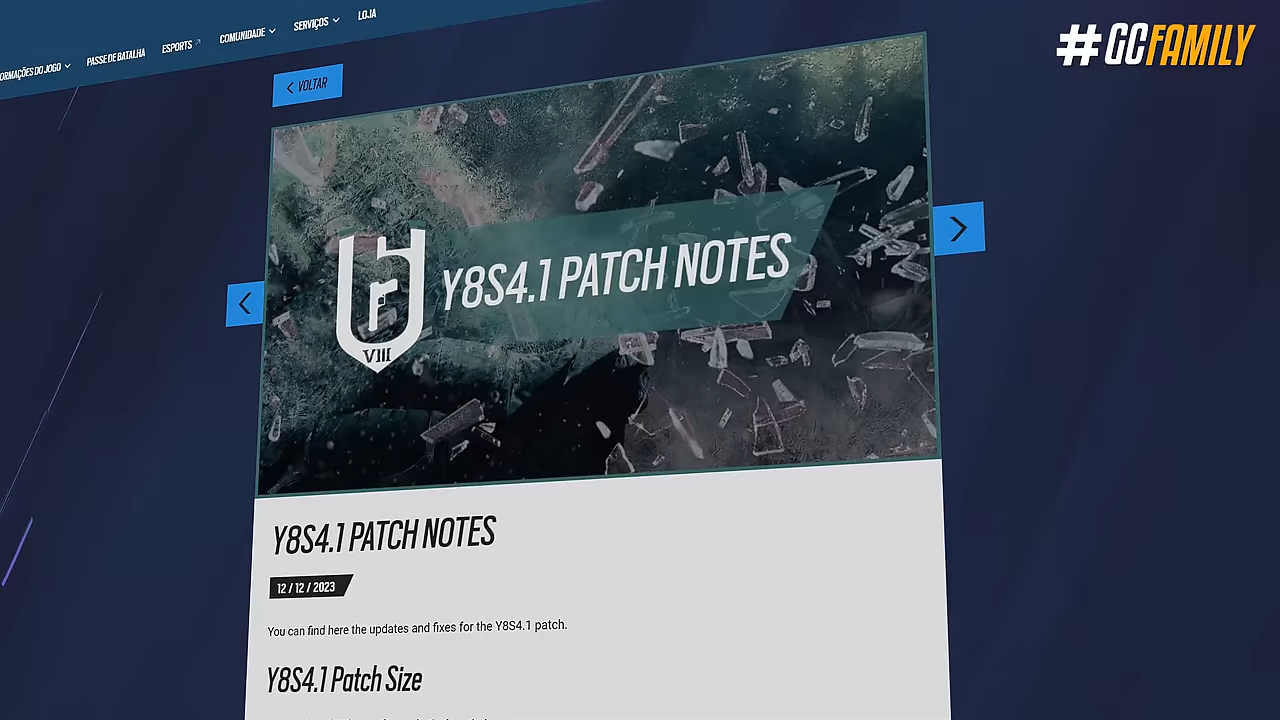 #GCFAMILY
ORMAÇÕES DO JOGO
PASSE DE BATALHA
ESPORTS
COMUNIDADE
SERVIÇOS
LOJA
VOLTAR
Y8S4.1 PATCH NOTES
VIII
Y8S4.1 PATCH NOTES
12 / 12 / 2023
You can find here the updates and fixes for the Y8S4.1 patch.
Y8S4.1 Patch Size